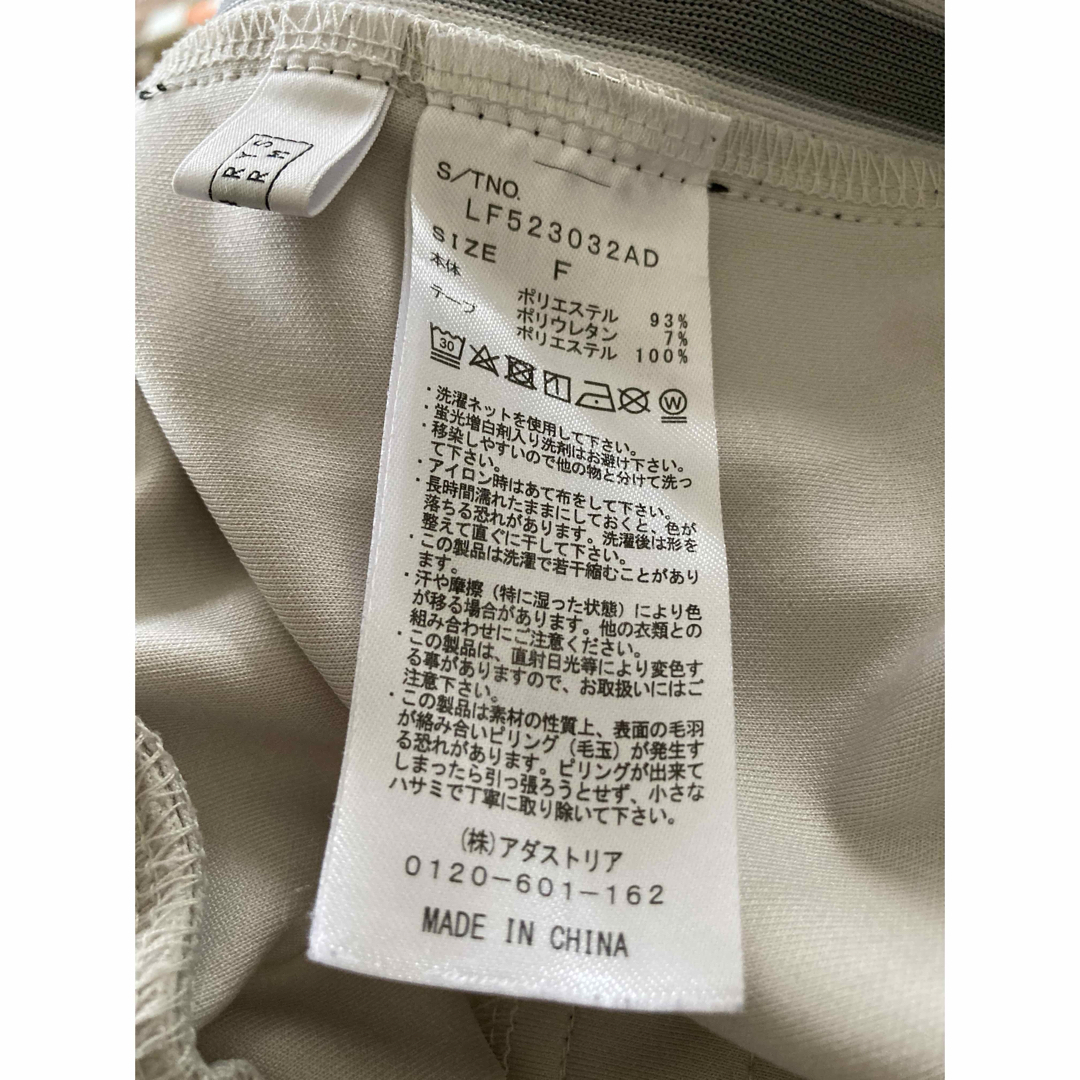 S/TNO.
LF523032AD
SIZE F
本体 ポリエステル 93%
ポリウレタン 7%
テープ ポリエステル 100%
30
W
・洗濯ネットを使用して下さい。
・蛍光増白剤入り洗剤はお避け下さい。
・移染しやすいので他の物と分けて洗っ
て下さい。
・アイロン時はあて布をして下さい。
・長時間濡れたままにしておくと、色が
落ちる恐れがあります。洗濯後は形を
整えて直ぐに干して下さい。
・この製品は洗濯で若干縮むことがあり
ます。
・汗や摩擦（特に湿った状態）により色
が移る場合があります。他の衣類との
組み合わせにご注意ください。
・この製品は、直射日光等により変色す
る事がありますので、お取扱いにはご
注意下さい。
・この製品は素材の性質上、表面の毛羽
が絡み合いピリング（毛玉）が発生す
る恐れがあります。ピリングが出来て
しまったら引っ張ろうとせず、小さな
ハサミで丁寧に取り除いて下さい。
(株)アダストリア
0120-601-162
MADE IN CHINA